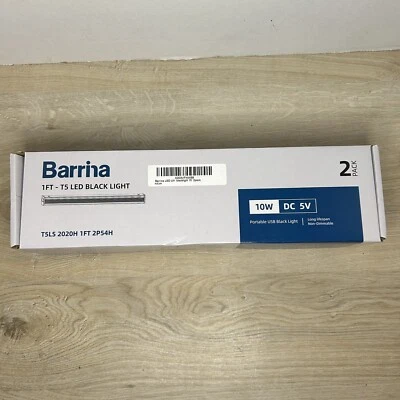 Barrina
1FT - T5 LED BLACK LIGHT
T5LS 2020H 1FT 2P54H
2
PACK
10W DC 5V
Portable USB Black Light
Non-Dimmable